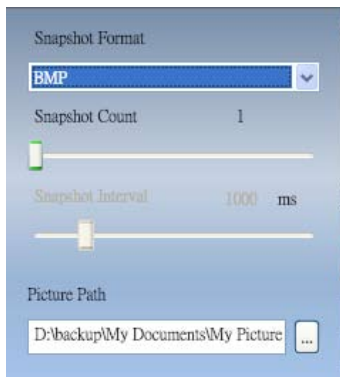 Snapshot Format
BMP
Snapshot Count 1
Snapshot Interval 1000 ms
Picture Path
D:\backup\My Documents\My Picture ...